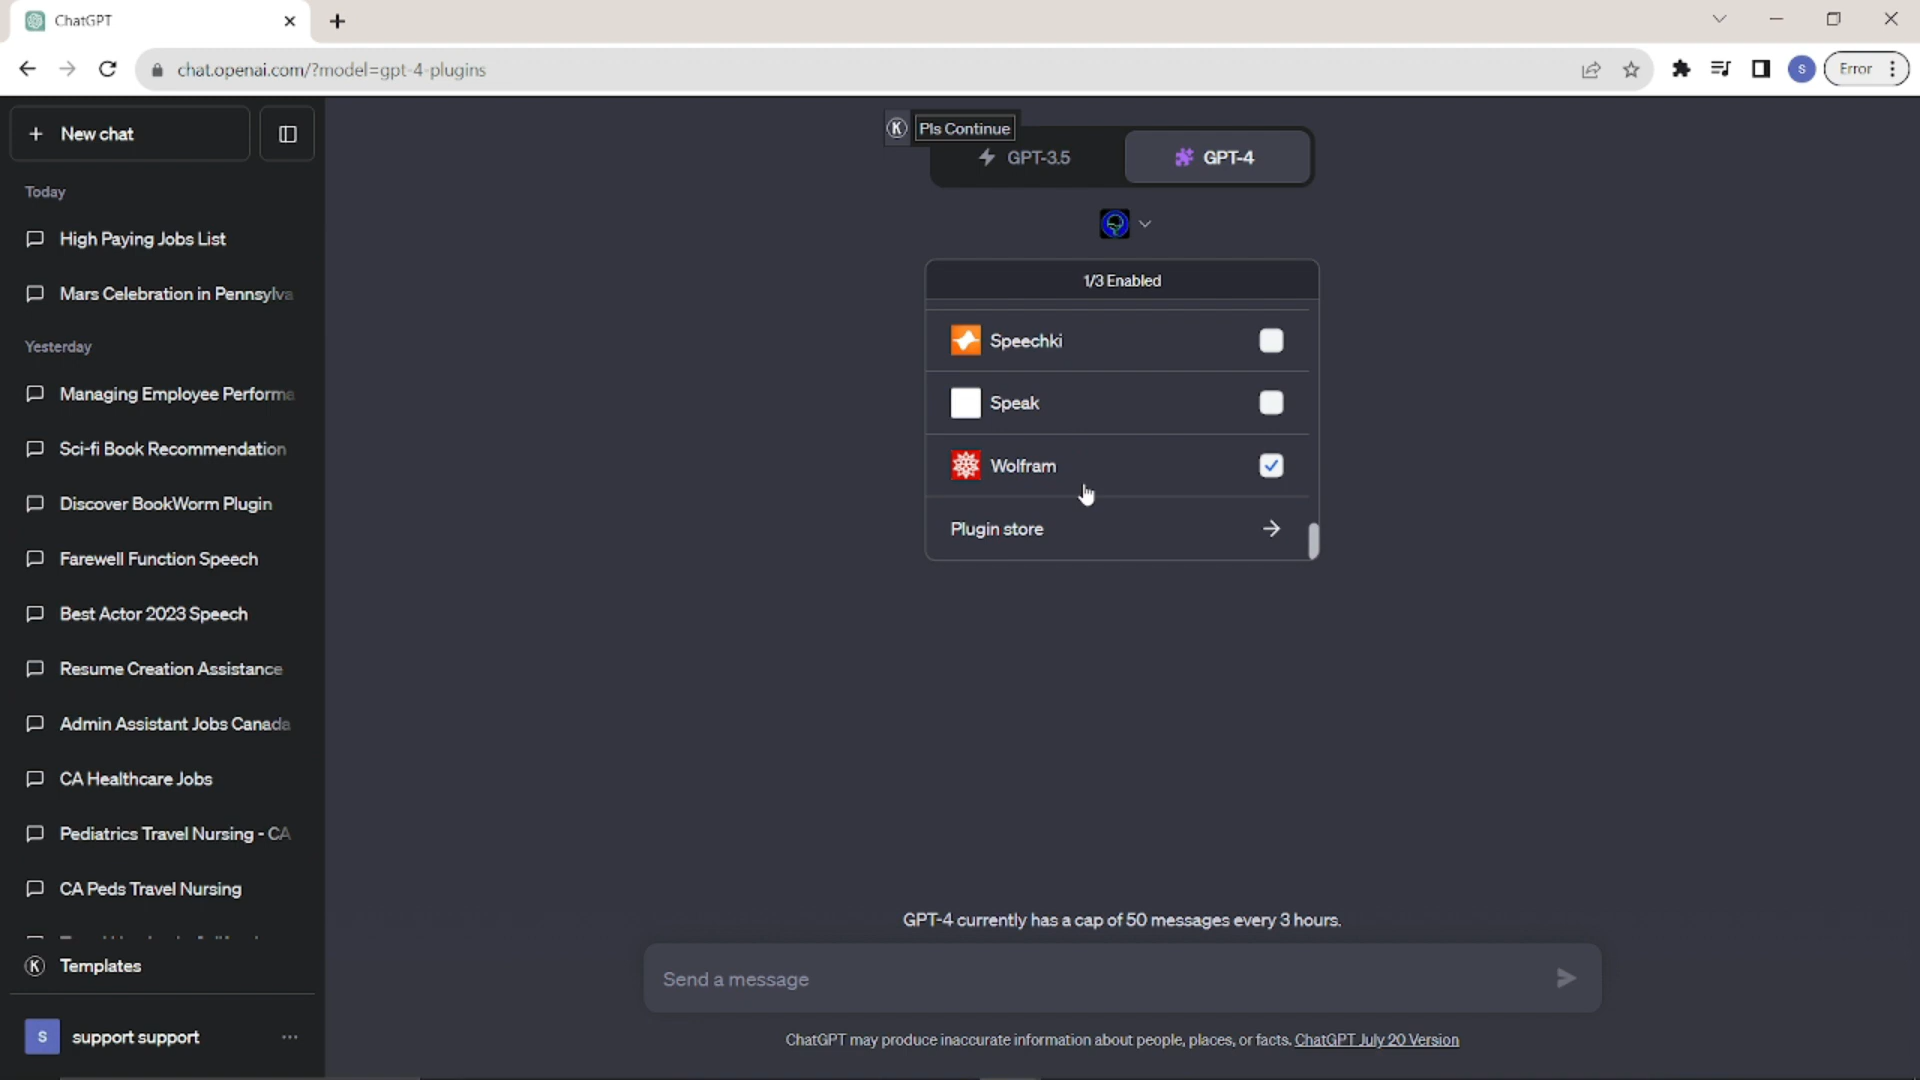 ChatGPT
chat.openai.com/?model=gpt-4-plugins
S
Error
New chat
Today
High Paying Jobs List
Mars Celebration in Pennsylva
Yesterday
Managing Employee Performa
Sci-fi Book Recommendation
Discover BookWorm Plugin
Farewell Function Speech
Best Actor 2023 Speech
Resume Creation Assistance
Admin Assistant Jobs Canada
CA Healthcare Jobs
Pediatrics Travel Nursing - CA
CA Peds Travel Nursing
K Templates
S support support
K Pls Continue
GPT-3.5 GPT-4
1/3 Enabled
Speechki
Speak
Wolfram
Plugin store
GPT-4 currently has a cap of 50 messages every 3 hours.
Send a message
ChatGPT may produce inaccurate information about people, places, or facts. ChatGPT July 20 Version